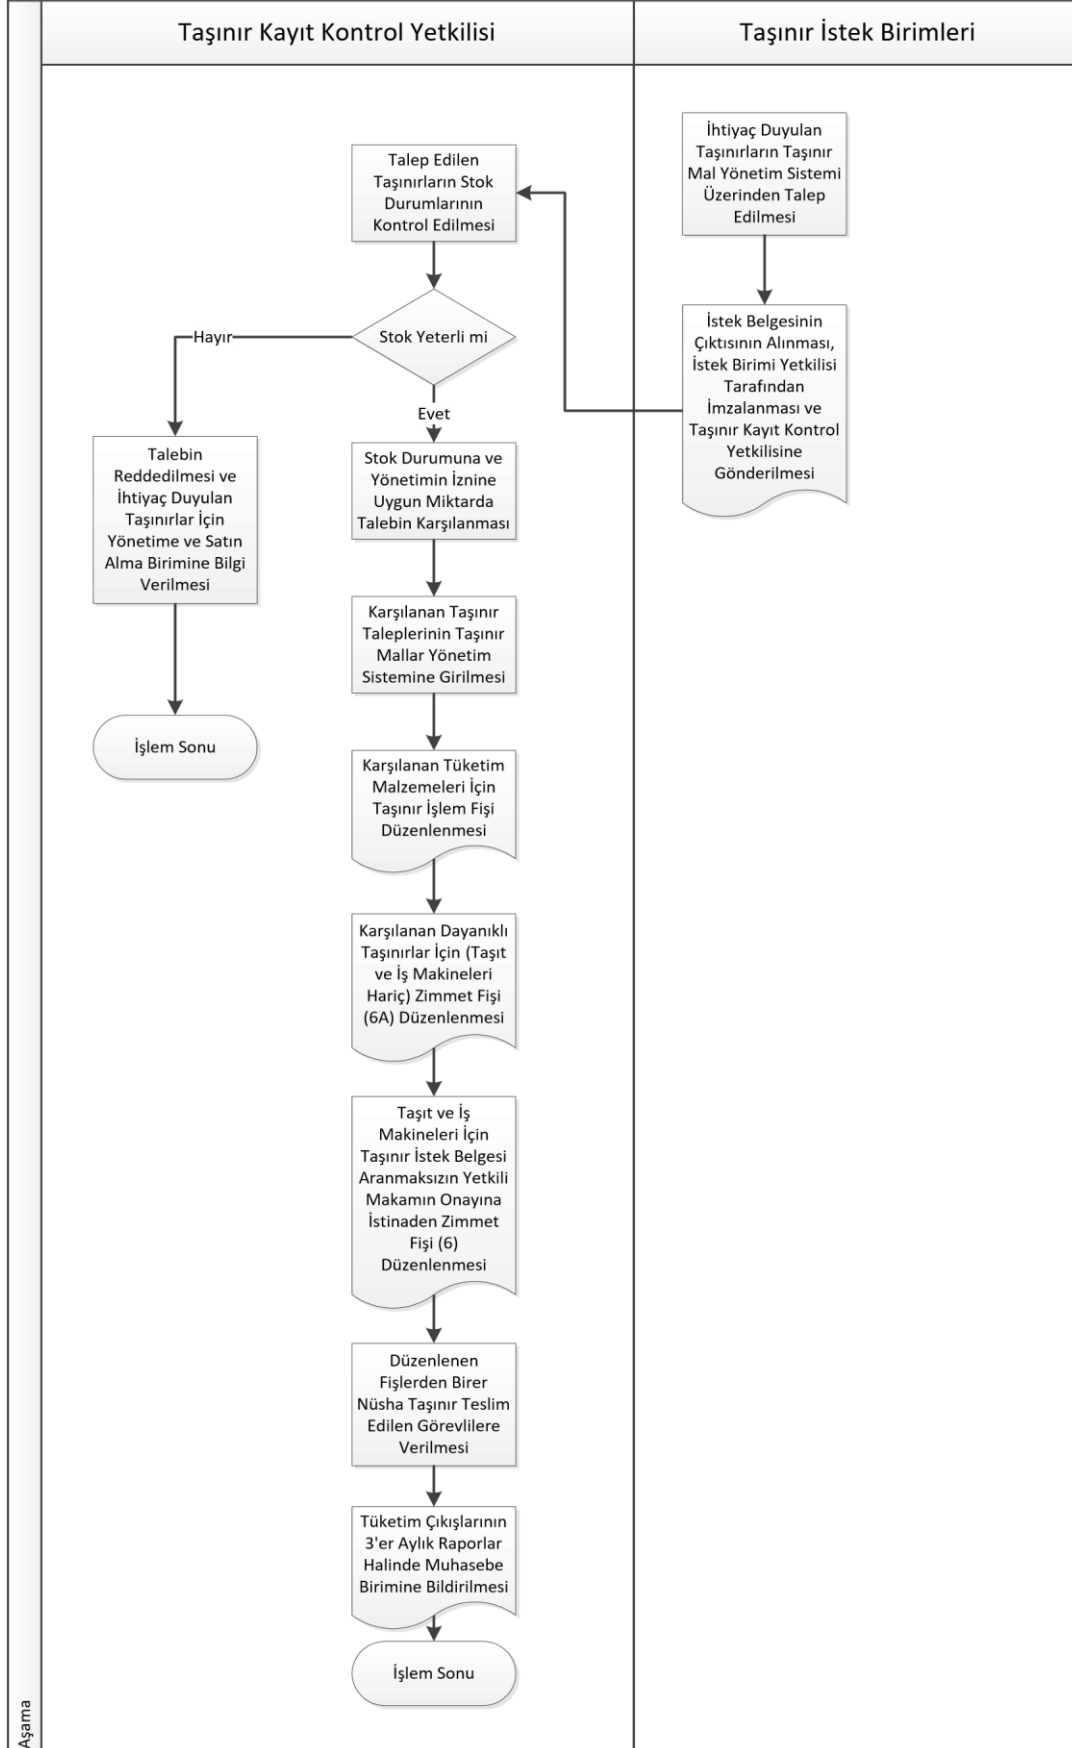 Taşınır Kayıt Kontrol Yetkilisi
Taşınır İstek Birimleri
İhtiyaç Duyulan
Taşınırların Taşınır
Mal Yönetim Sistemi
Üzerinden Talep
Edilmesi
İstek Belgesinin
Çıktısının Alınması,
İstek Birimi Yetkilisi
Tarafından
İmzalanması ve
Taşınır Kayıt Kontrol
Yetkilisine
Gönderilmesi
Talep Edilen
Taşınırların Stok
Durumlarının
Kontrol Edilmesi
Stok Yeterli mi
Hayır
Talebin
Reddedilmesi ve
İhtiyaç Duyulan
Taşınırlar İçin
Yönetime ve Satın
Alma Birimine Bilgi
Verilmesi
İşlem Sonu
Evet
Stok Durumuna ve
Yönetimin İznine
Uygun Miktarda
Talebin Karşılanması
Karşılanan Taşınır
Taleplerinin Taşınır
Mallar Yönetim
Sistemine Girilmesi
Karşılanan Tüketim
Malzemeleri İçin
Taşınır İşlem Fişi
Düzenlenmesi
Karşılanan Dayanıklı
Taşınırlar İçin (Taşıt
ve İş Makineleri
Hariç) Zimmet Fişi
(6A) Düzenlenmesi
Taşıt ve İş
Makineleri İçin
Taşınır İstek Belgesi
Aranmaksızın Yetkili
Makamın Onayına
İstinaden Zimmet
Fişi (6)
Düzenlenmesi
Düzenlenen
Fişlerden Birer
Nüsha Taşınır Teslim
Edilen Görevlilere
Verilmesi
Tüketim Çıkışlarının
3'er Aylık Raporlar
Halinde Muhasebe
Birimine Bildirilmesi
İşlem Sonu
Aşama